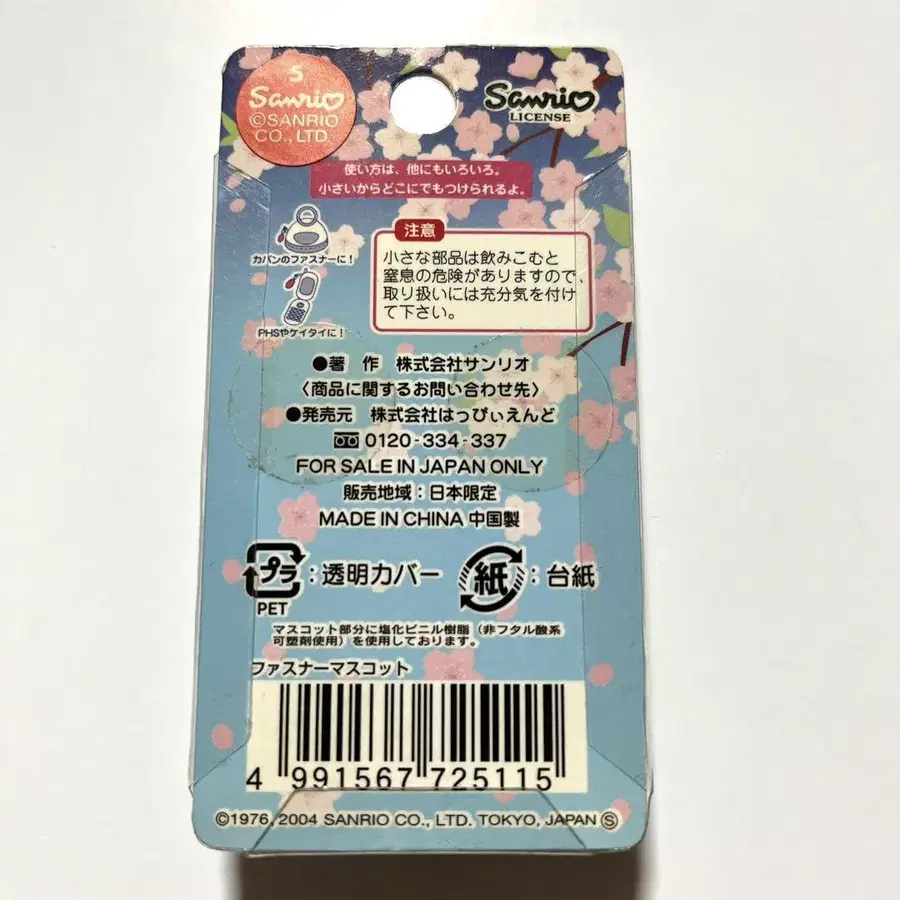 S
Sanrio
©SANRIO
CO., LTD.
Sanrio
LICENSE
使い方は、他にもいろいろ。
小さいからどこにでもつけられるよ。
カバンのファスナーに!
PHSやケイタイに!
注意
小さな部品は飲みこむと
窒息の危険がありますので、
取り扱いには充分気を付け
て下さい。
●著 作 株式会社サンリオ
〈商品に関するお問い合わせ先〉
●発売元 株式会社はっぴぃえんど
0120-334-337
FOR SALE IN JAPAN ONLY
販売地域:日本限定
MADE IN CHINA 中国製
プラ:透明カバー
PET
紙:台紙
マスコット部分に塩化ビニル樹脂(非フタル酸系
可塑剤使用)を使用しております。
ファスナーマスコット
4 991567 725115
©1976, 2004 SANRIO CO., LTD. TOKYO, JAPAN Ⓢ